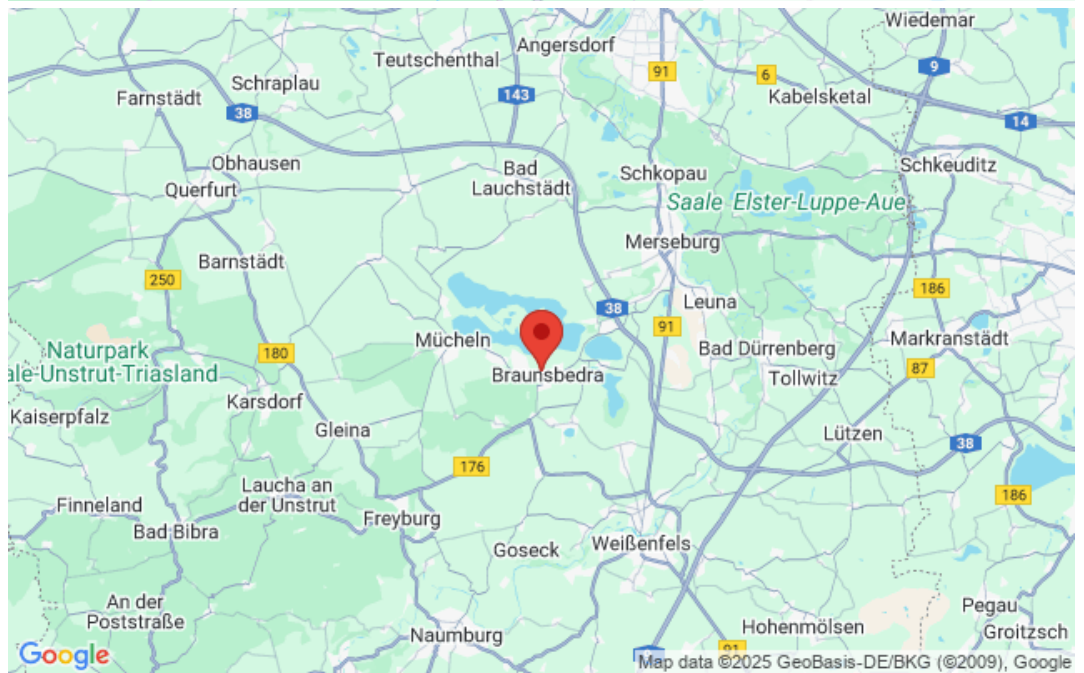 Wiedemar
Angersdorf
Teutschenthal
91
6
9
Schraplau
143
Kabelsketal
Farnstädt
38
14
Obhausen
Bad
Lauchstädt
Schkopau
Schkeuditz
Querfurt
Saale Elster-Luppe-Aue
Merseburg
Barnstädt
250
186
38
Leuna
91
Mücheln
Markranstädt
Naturpark
ale-Unstrut-Triasland
180
Bad Dürrenberg
87
Braunsbedra
Tollwitz
Karsdorf
Kaiserpfalz
Gleina
Lützen
38
176
Laucha an
der Unstrut
186
Finneland
Freyburg
Bad Bibra
Goseck
Weißenfels
An der
Poststraße
Pegau
Naumburg
Hohenmölsen
Groitzsch
91
Google
Map data ©2025 GeoBasis-DE/BKG (©2009), Google